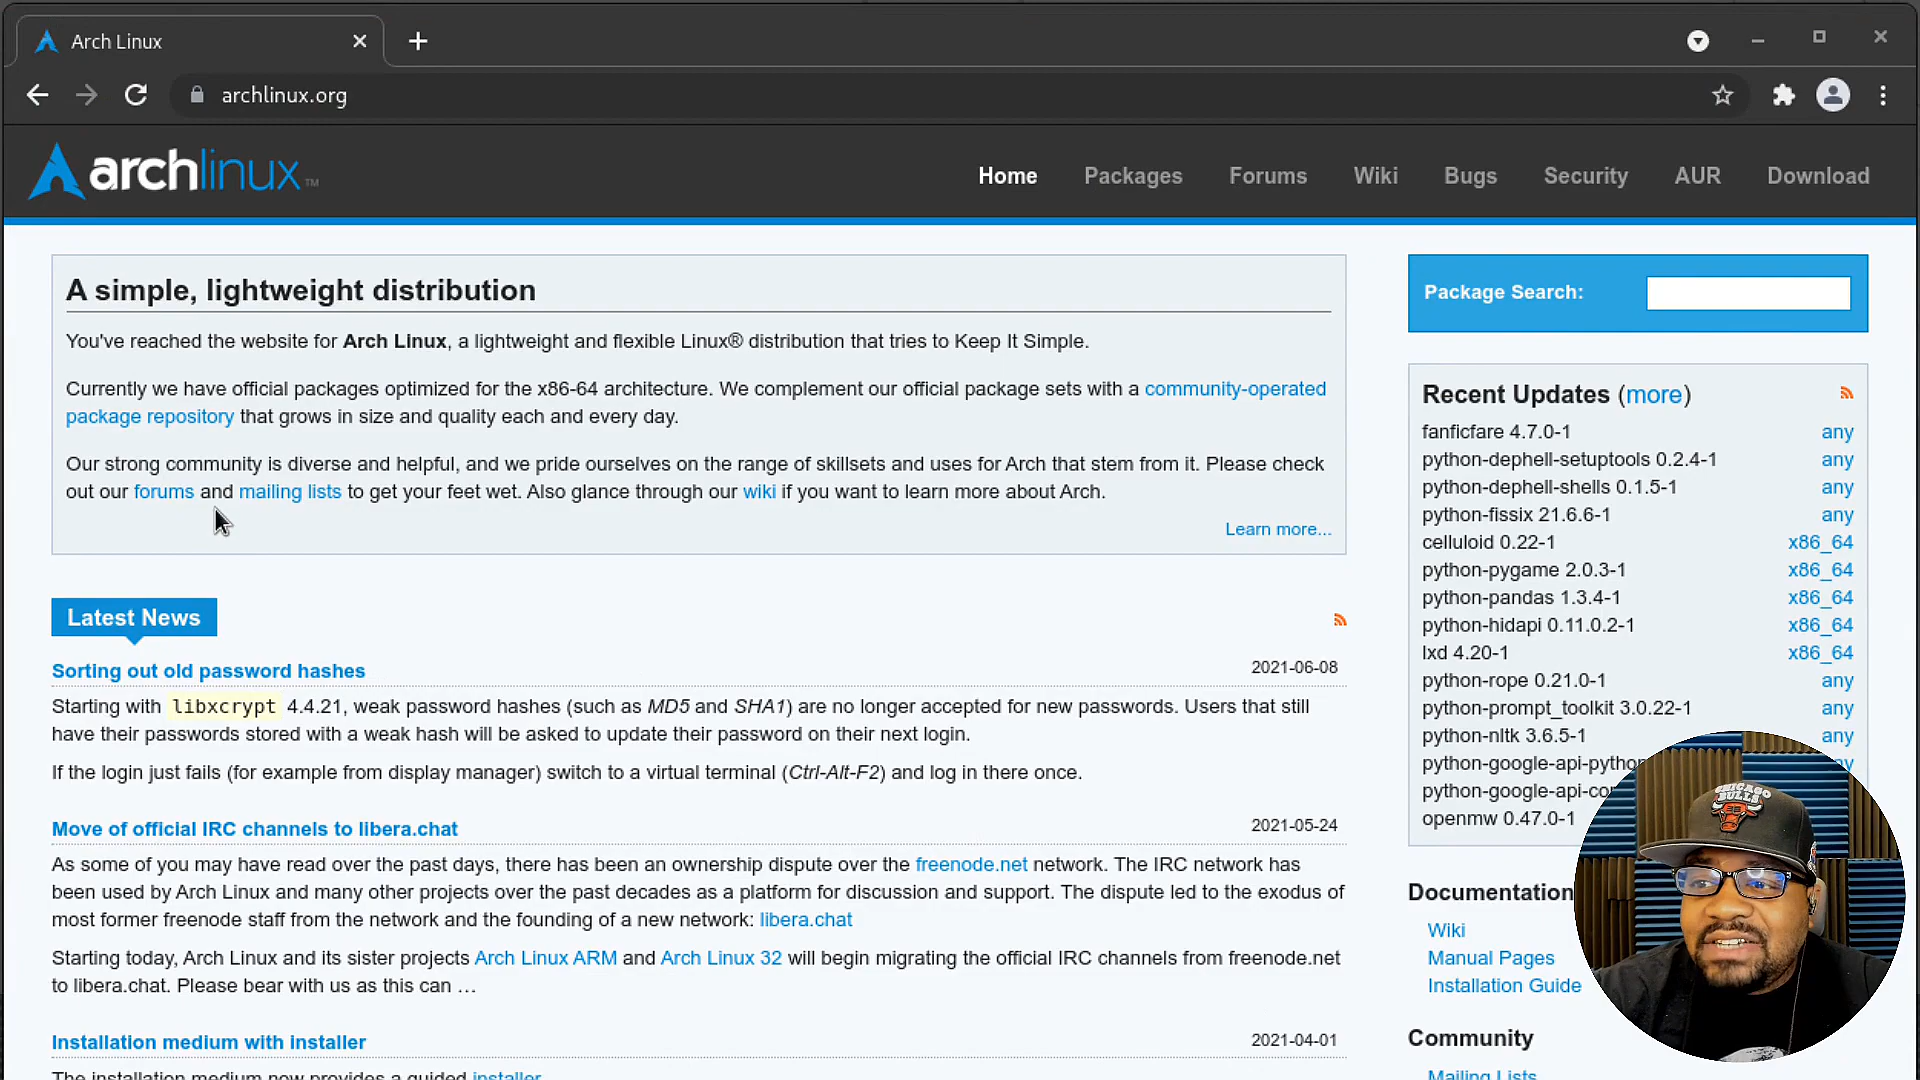 Arch Linux
archlinux.org
archlinux™
Home Packages Forums Wiki Bugs Security AUR Download
A simple, lightweight distribution
You've reached the website for Arch Linux, a lightweight and flexible Linux® distribution that tries to Keep It Simple.
Currently we have official packages optimized for the x86-64 architecture. We complement our official package sets with a community-operated
package repository that grows in size and quality each and every day.
Our strong community is diverse and helpful, and we pride ourselves on the range of skillsets and uses for Arch that stem from it. Please check
out our forums and mailing lists to get your feet wet. Also glance through our wiki if you want to learn more about Arch.
Learn more...
Latest News
Sorting out old password hashes 2021-06-08
Starting with libxcrypt 4.4.21, weak password hashes (such as MD5 and SHA1) are no longer accepted for new passwords. Users that still
have their passwords stored with a weak hash will be asked to update their password on their next login.
If the login just fails (for example from display manager) switch to a virtual terminal (Ctrl-Alt-F2) and log in there once.
Move of official IRC channels to libera.chat 2021-05-24
As some of you may have read over the past days, there has been an ownership dispute over the freenode.net network. The IRC network has
been used by Arch Linux and many other projects over the past decades as a platform for discussion and support. The dispute led to the exodus of
most former freenode staff from the network and the founding of a new network: libera.chat
Starting today, Arch Linux and its sister projects Arch Linux ARM and Arch Linux 32 will begin migrating the official IRC channels from freenode.net
to libera.chat. Please bear with us as this can …
Installation medium with installer 2021-04-01
The installation medium now provides a guided installer
Package Search:
Recent Updates (more)
fanficfare 4.7.0-1 any
python-dephell-setuptools 0.2.4-1 any
python-dephell-shells 0.1.5-1 any
python-fissix 21.6.6-1 any
celluloid 0.22-1 x86_64
python-pygame 2.0.3-1 x86_64
python-pandas 1.3.4-1 x86_64
python-hidapi 0.11.0.2-1 x86_64
lxd 4.20-1 x86_64
python-rope 0.21.0-1 any
python-prompt_toolkit 3.0.22-1 any
python-nltk 3.6.5-1 any
python-google-api-pytho
python-google-api-co
openmw 0.47.0-1
Documentation
Wiki
Manual Pages
Installation Guide
Community
Mailing Lists
CHICAGO
BULLS